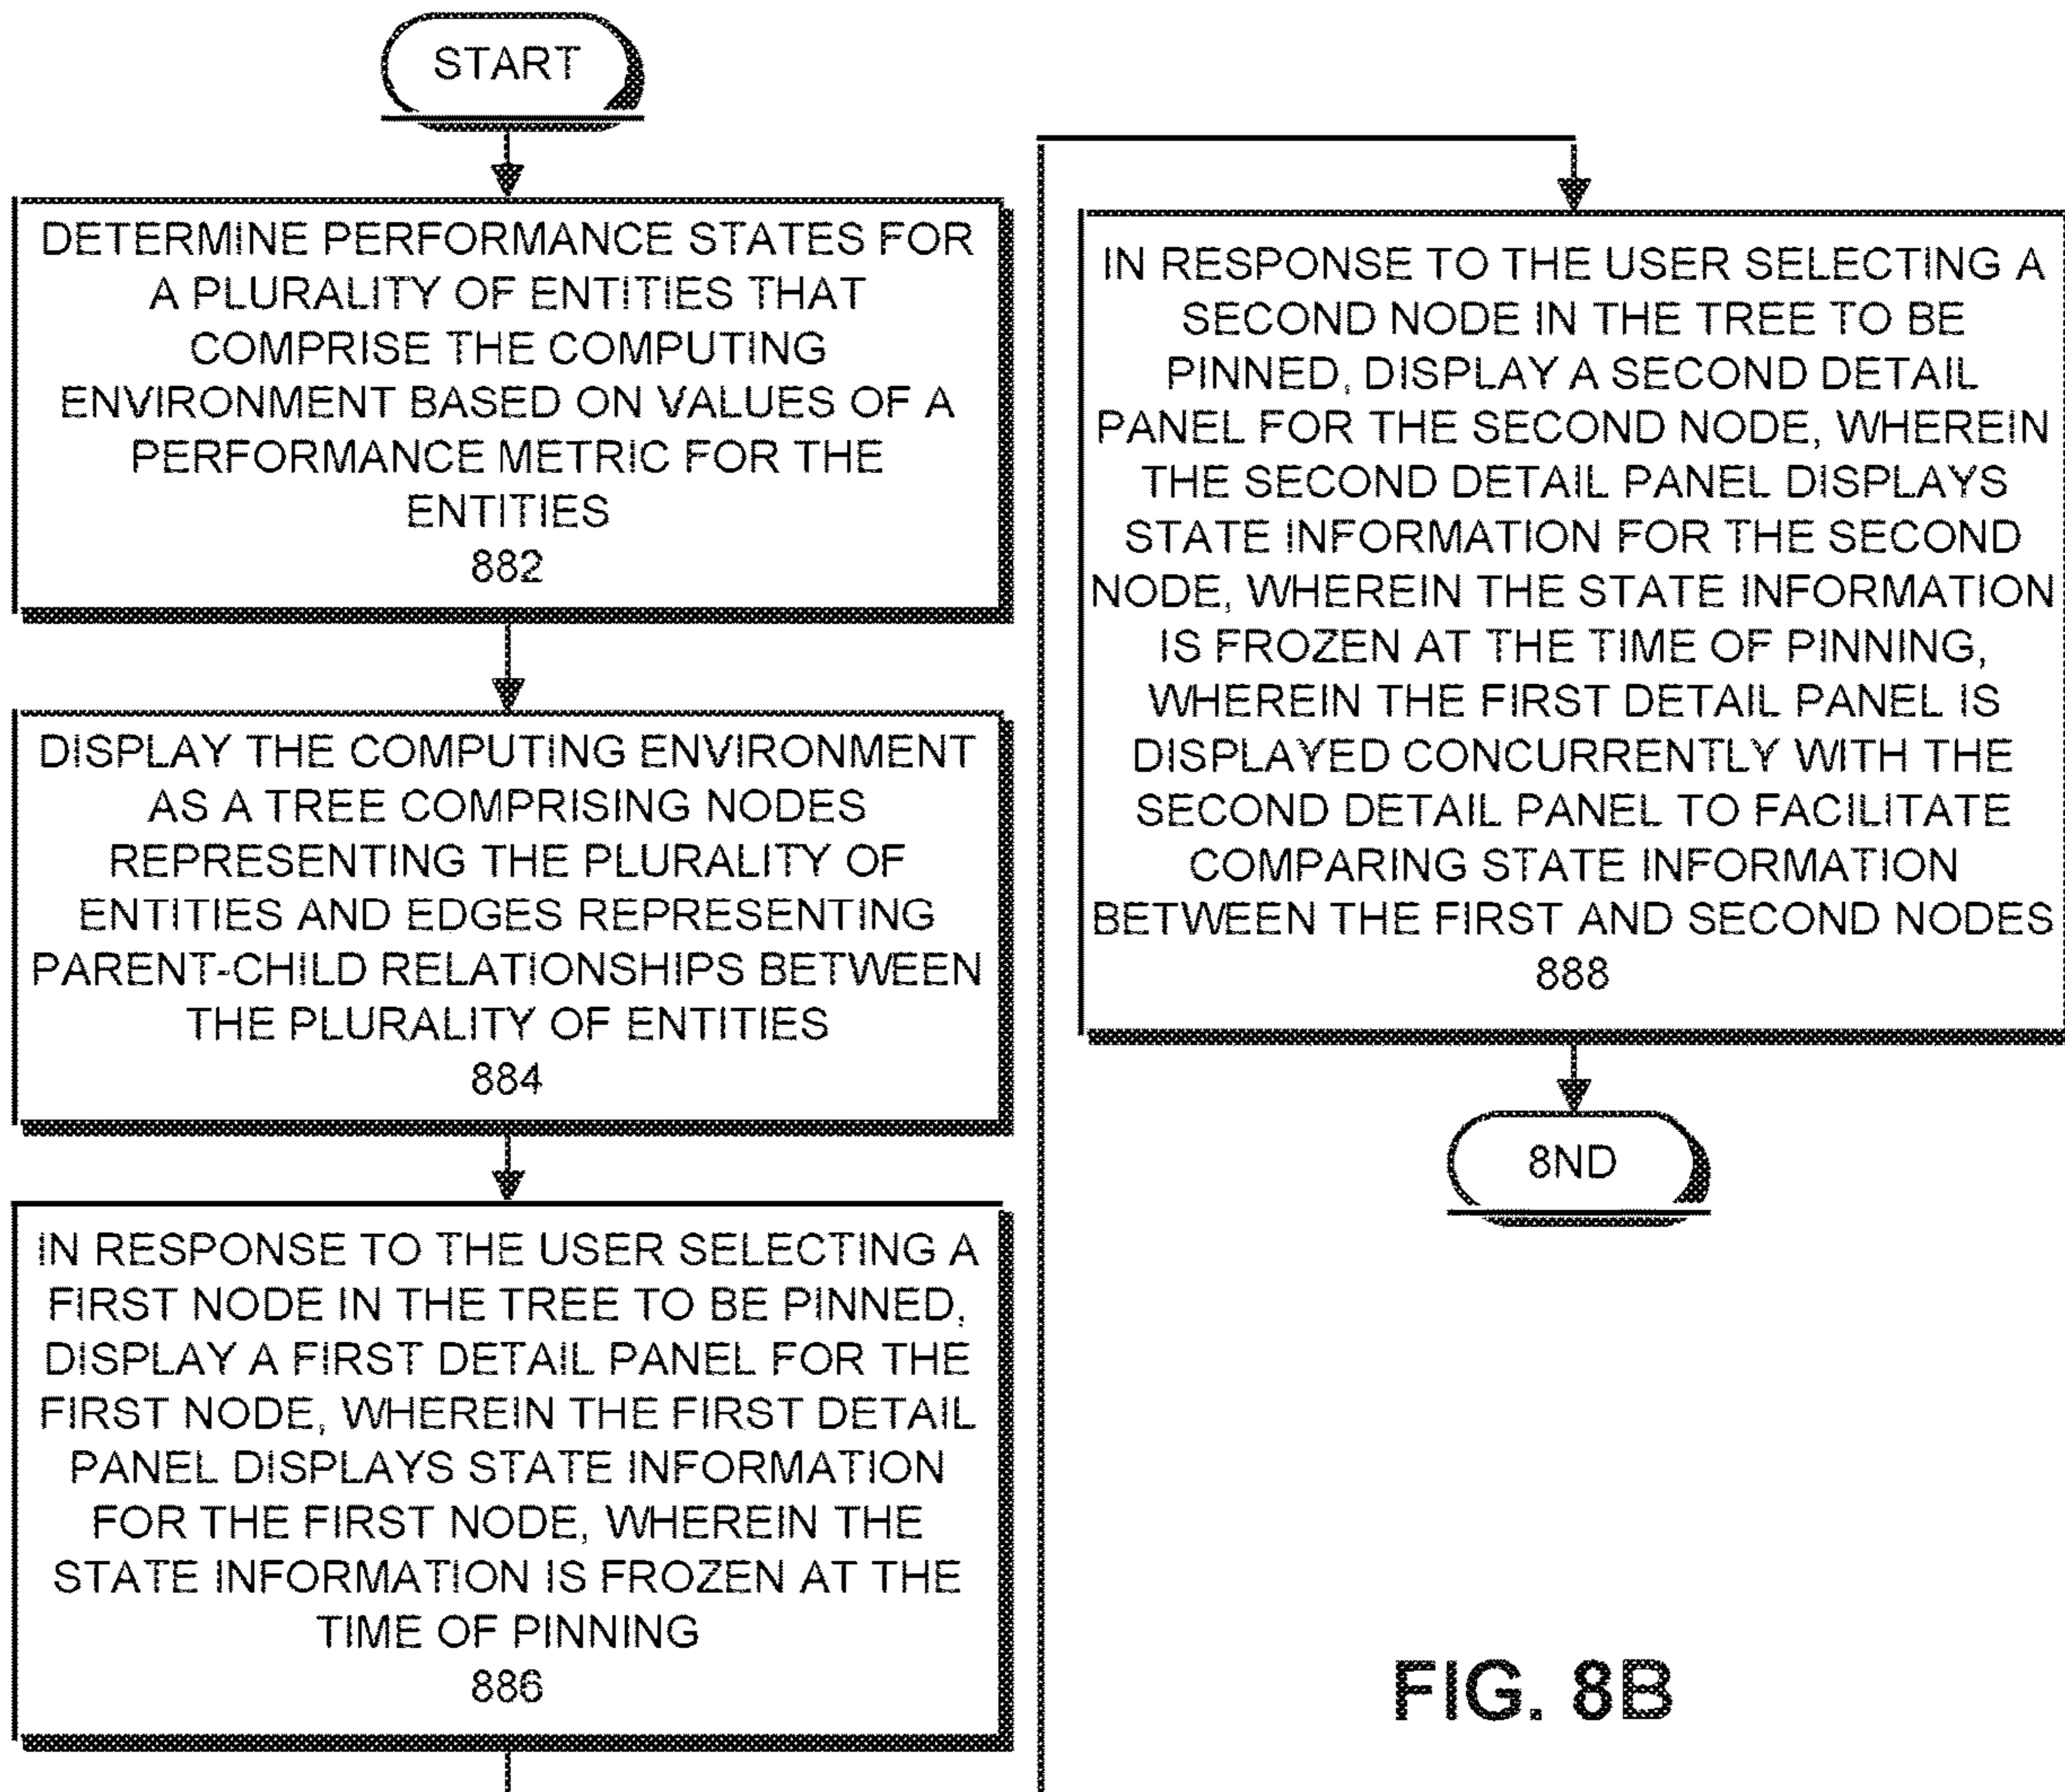 START
DETERMINE PERFORMANCE STATES FOR
A PLURALITY OF ENTITIES THAT
COMPRISE THE COMPUTING
ENVIRONMENT BASED ON VALUES OF A
PERFORMANCE METRIC FOR THE
ENTITIES
882
DISPLAY THE COMPUTING ENVIRONMENT
AS A TREE COMPRISING NODES
REPRESENTING THE PLURALITY OF
ENTITIES AND EDGES REPRESENTING
PARENT-CHILD RELATIONSHIPS BETWEEN
THE PLURALITY OF ENTITIES
884
IN RESPONSE TO THE USER SELECTING A
FIRST NODE IN THE TREE TO BE PINNED,
DISPLAY A FIRST DETAIL PANEL FOR THE
FIRST NODE, WHEREIN THE FIRST DETAIL
PANEL DISPLAYS STATE INFORMATION
FOR THE FIRST NODE, WHEREIN THE
STATE INFORMATION IS FROZEN AT THE
TIME OF PINNING
886
IN RESPONSE TO THE USER SELECTING A
SECOND NODE IN THE TREE TO BE
PINNED, DISPLAY A SECOND DETAIL
PANEL FOR THE SECOND NODE, WHEREIN
THE SECOND DETAIL PANEL DISPLAYS
STATE INFORMATION FOR THE SECOND
NODE, WHEREIN THE STATE INFORMATION
IS FROZEN AT THE TIME OF PINNING,
WHEREIN THE FIRST DETAIL PANEL IS
DISPLAYED CONCURRENTLY WITH THE
SECOND DETAIL PANEL TO FACILITATE
COMPARING STATE INFORMATION
BETWEEN THE FIRST AND SECOND NODES
888
8ND
FIG. 8B